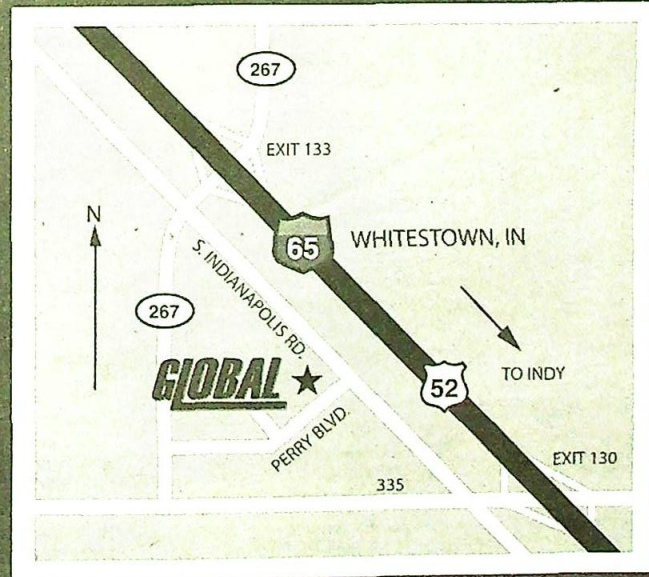 267
EXIT 133
N
65
WHITESTOWN, IN
S. INDIANAPOLIS RD.
267
GLOBAL
52
TO INDY
PERRY BLVD.
EXIT 130
335